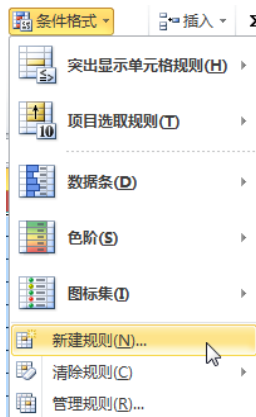 条件格式 插入 Σ
突出显示单元格规则(H)
项目选取规则(T)
10
数据条(D)
色阶(S)
图标集(I)
新建规则(N)...
清除规则(C)
管理规则(R)...